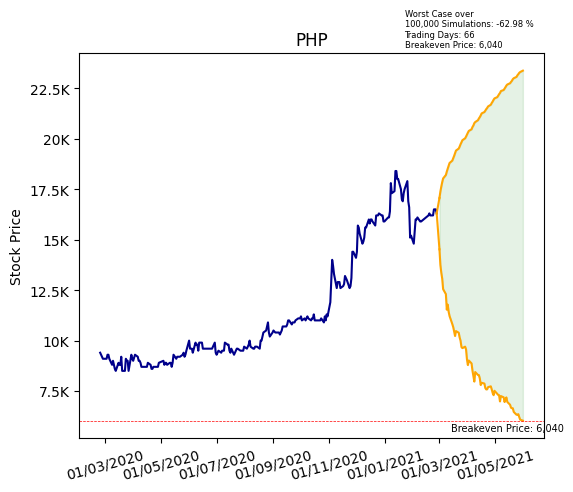 Worst Case over
100,000 Simulations: -62.98 %
Trading Days: 66
Breakeven Price: 6,040
PHP
Stock Price
22.5K
20K
17.5K
15K
12.5K
10K
7.5K
Breakeven Price: 6,040
01/03/2020
01/05/2020
01/07/2020
01/09/2020
01/11/2020
01/01/2021
01/03/2021
01/05/2021